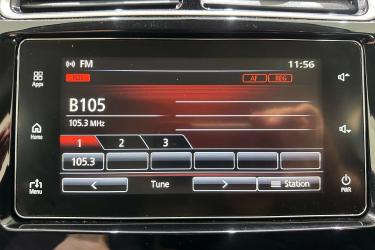 FM 11:56
AF REG
Apps
B105
105.3 MHz
Home
1 2 3
105.3
Menu
Tune
Station
PWR